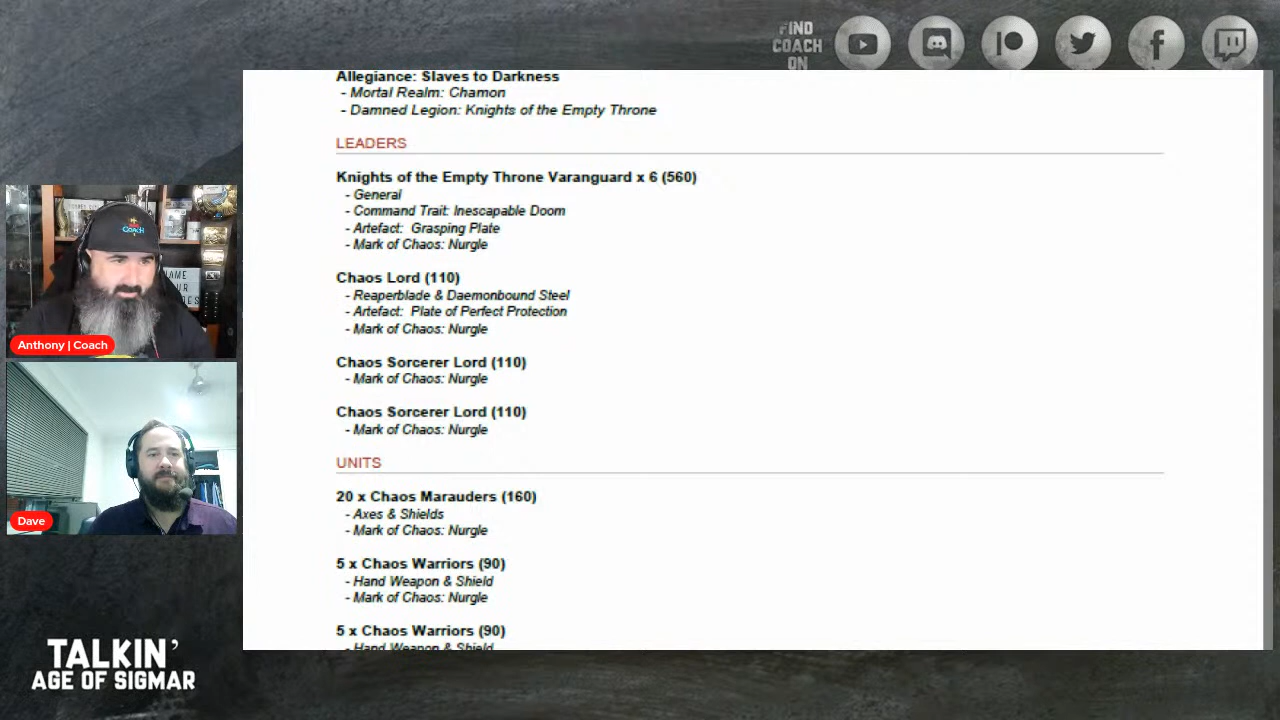 FIND
COACH
ON
Allegiance: Slaves to Darkness
- Mortal Realm: Chamon
- Damned Legion: Knights of the Empty Throne
LEADERS
Knights of the Empty Throne Varanguard x 6 (560)
- General
- Command Trait: Inescapable Doom
- Artefact: Grasping Plate
- Mark of Chaos: Nurgle
Chaos Lord (110)
- Reaperblade & Daemonbound Steel
- Artefact: Plate of Perfect Protection
- Mark of Chaos: Nurgle
Chaos Sorcerer Lord (110)
- Mark of Chaos: Nurgle
Chaos Sorcerer Lord (110)
- Mark of Chaos: Nurgle
UNITS
20 x Chaos Marauders (160)
- Axes & Shields
- Mark of Chaos: Nurgle
5 x Chaos Warriors (90)
- Hand Weapon & Shield
- Mark of Chaos: Nurgle
5 x Chaos Warriors (90)
- Hand Weapon & Shield
COACH
Anthony | Coach
Dave
TALKIN'
AGE OF SIGMAR